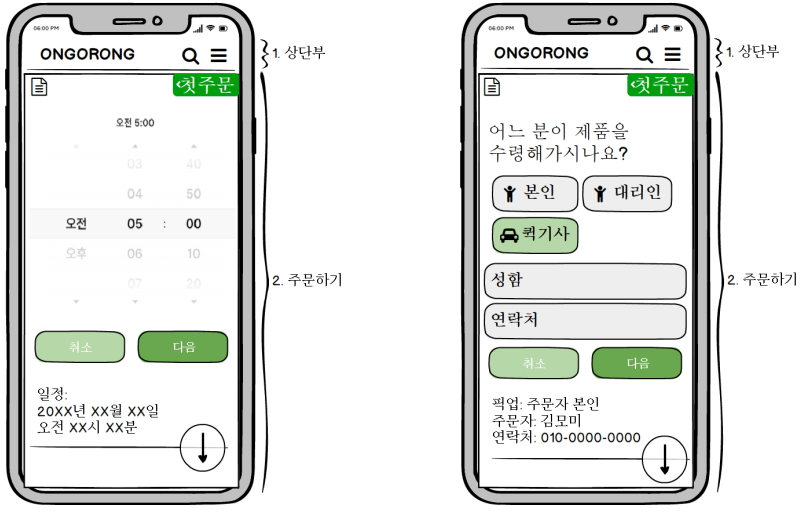 06:00 PM
ONGORONG
1. 상단부
<첫주문
오전 5:00
03 40
04 50
오전 05 : 00
오후 06 10
07 20
2. 주문하기
취소 다음
일정:
20XX년 XX월 XX일
오전 XX시 XX분
06:00 PM
ONGORONG
1. 상단부
<첫주문
어느 분이 제품을
수령해가시나요?
본인 대리인
퀵기사
성함
2. 주문하기
연락처
취소 다음
픽업: 주문자 본인
주문자: 김모미
연락처: 010-0000-0000